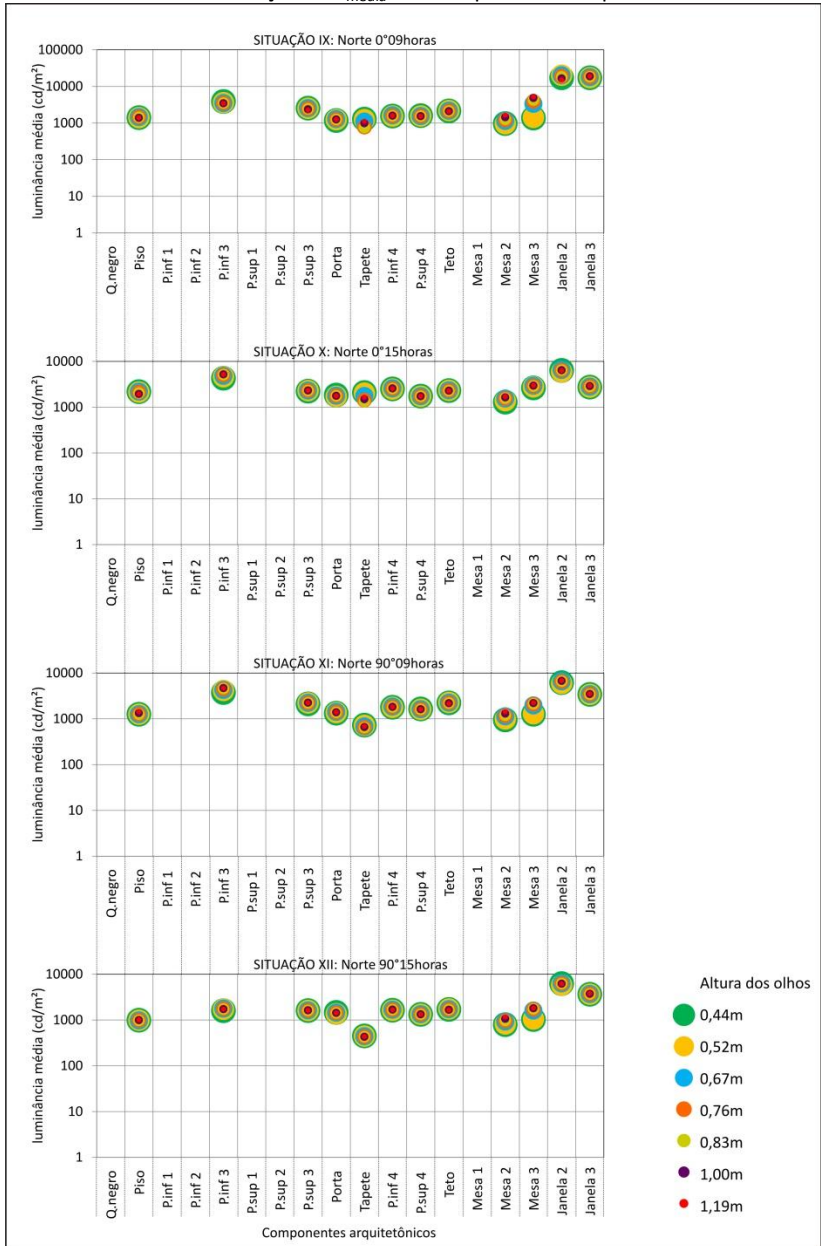 média
SITUAÇÃO IX: Norte 0°09horas
luminância média (cd/m²)
100000
10000
1000
100
10
1
Q.negro
Piso
P.inf 1
P.inf 2
P.inf 3
P.sup 1
P.sup 2
P.sup 3
Porta
Tapete
P.inf 4
P.sup 4
Teto
Mesa 1
Mesa 2
Mesa 3
Janela 2
Janela 3
SITUAÇÃO X: Norte 0°15horas
luminância média (cd/m²)
10000
1000
100
10
1
Q.negro
Piso
P.inf 1
P.inf 2
P.inf 3
P.sup 1
P.sup 2
P.sup 3
Porta
Tapete
P.inf 4
P.sup 4
Teto
Mesa 1
Mesa 2
Mesa 3
Janela 2
Janela 3
SITUAÇÃO XI: Norte 90°09horas
luminância média (cd/m²)
10000
1000
100
10
1
Q.negro
Piso
P.inf 1
P.inf 2
P.inf 3
P.sup 1
P.sup 2
P.sup 3
Porta
Tapete
P.inf 4
P.sup 4
Teto
Mesa 1
Mesa 2
Mesa 3
Janela 2
Janela 3
SITUAÇÃO XII: Norte 90°15horas
luminância média (cd/m²)
10000
1000
100
10
1
Q.negro
Piso
P.inf 1
P.inf 2
P.inf 3
P.sup 1
P.sup 2
P.sup 3
Porta
Tapete
P.inf 4
P.sup 4
Teto
Mesa 1
Mesa 2
Mesa 3
Janela 2
Janela 3
Componentes arquitetônicos
Altura dos olhos
0,44m
0,52m
0,67m
0,76m
0,83m
1,00m
1,19m